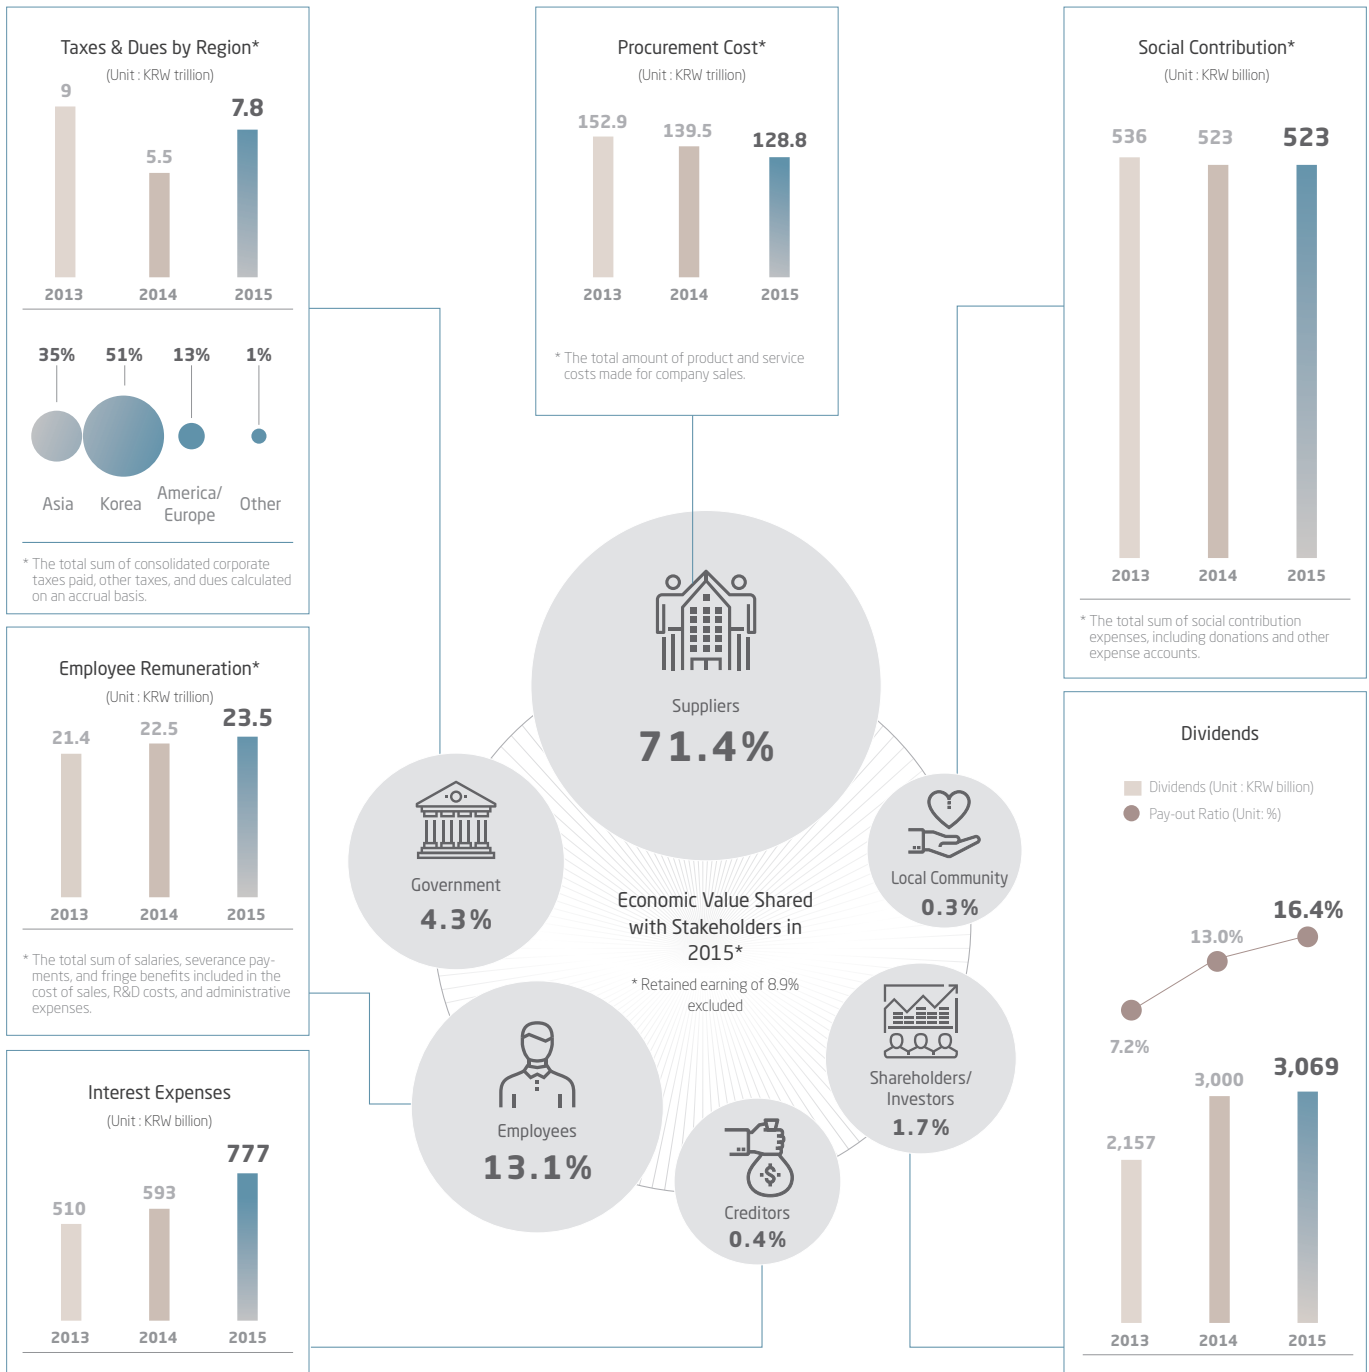 Taxes & Dues by Region*
(Unit : KRW trillion)
9
5.5
7.8
2013
2014
2015
35%
51%
13%
1%
Asia
Korea
America/
Europe
Other
* The total sum of consolidated corporate
taxes paid, other taxes, and dues calculated
on an accrual basis.
Procurement Cost*
(Unit : KRW trillion)
152.9
139.5
128.8
2013
2014
2015
* The total amount of product and service
costs made for company sales.
Social Contribution*
(Unit : KRW billion)
536
523
523
2013
2014
2015
* The total sum of social contribution
expenses, including donations and other
expense accounts.
Employee Remuneration*
(Unit : KRW trillion)
21.4
22.5
23.5
2013
2014
2015
* The total sum of salaries, severance pay-
ments, and fringe benefits included in the
cost of sales, R&D costs, and administrative
expenses.
Interest Expenses
(Unit : KRW billion)
510
593
777
2013
2014
2015
Suppliers
71.4%
Government
4.3%
Local Community
0.3%
Economic Value Shared
with Stakeholders in
2015*
* Retained earning of 8.9%
excluded
Employees
13.1%
Shareholders/
Investors
1.7%
$
Creditors
0.4%
Dividends
Dividends (Unit : KRW billion)
Pay-out Ratio (Unit: %)
7.2%
13.0%
16.4%
2,157
3,000
3,069
2013
2014
2015